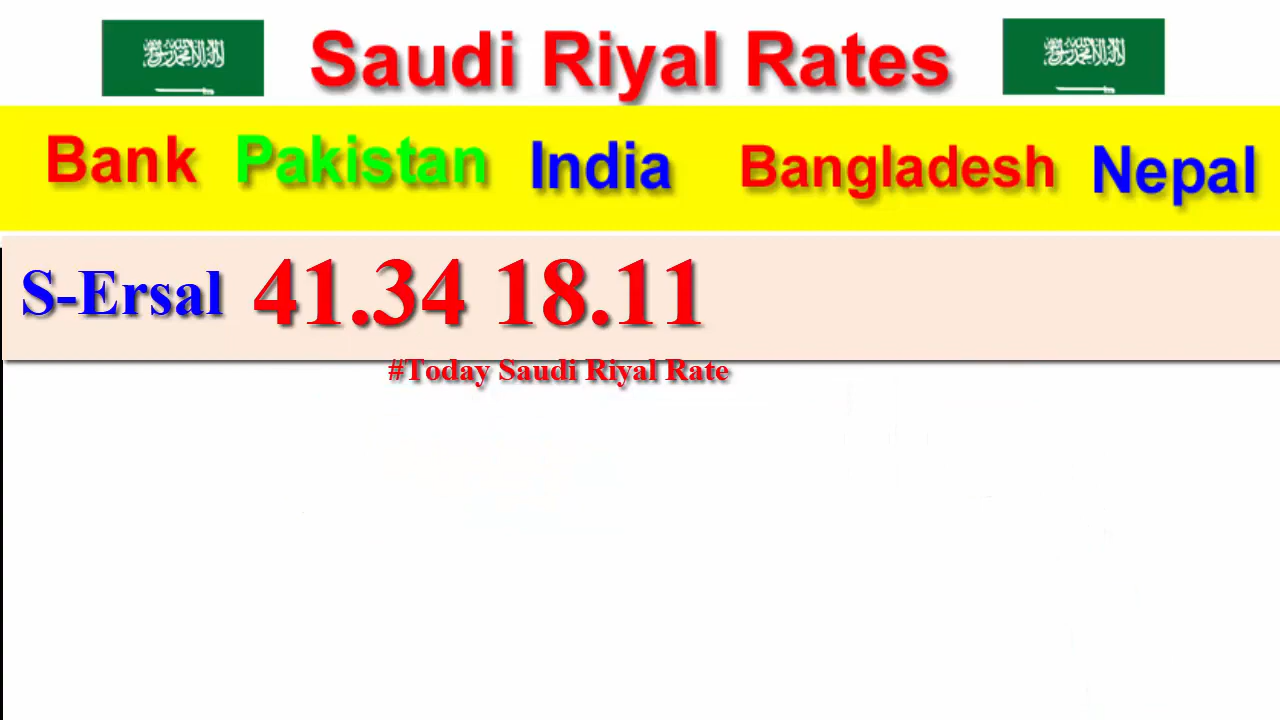 Saudi Riyal Rates
Bank Pakistan India Bangladesh Nepal
S-Ersal 41.34 18.11
#Today Saudi Riyal Rate